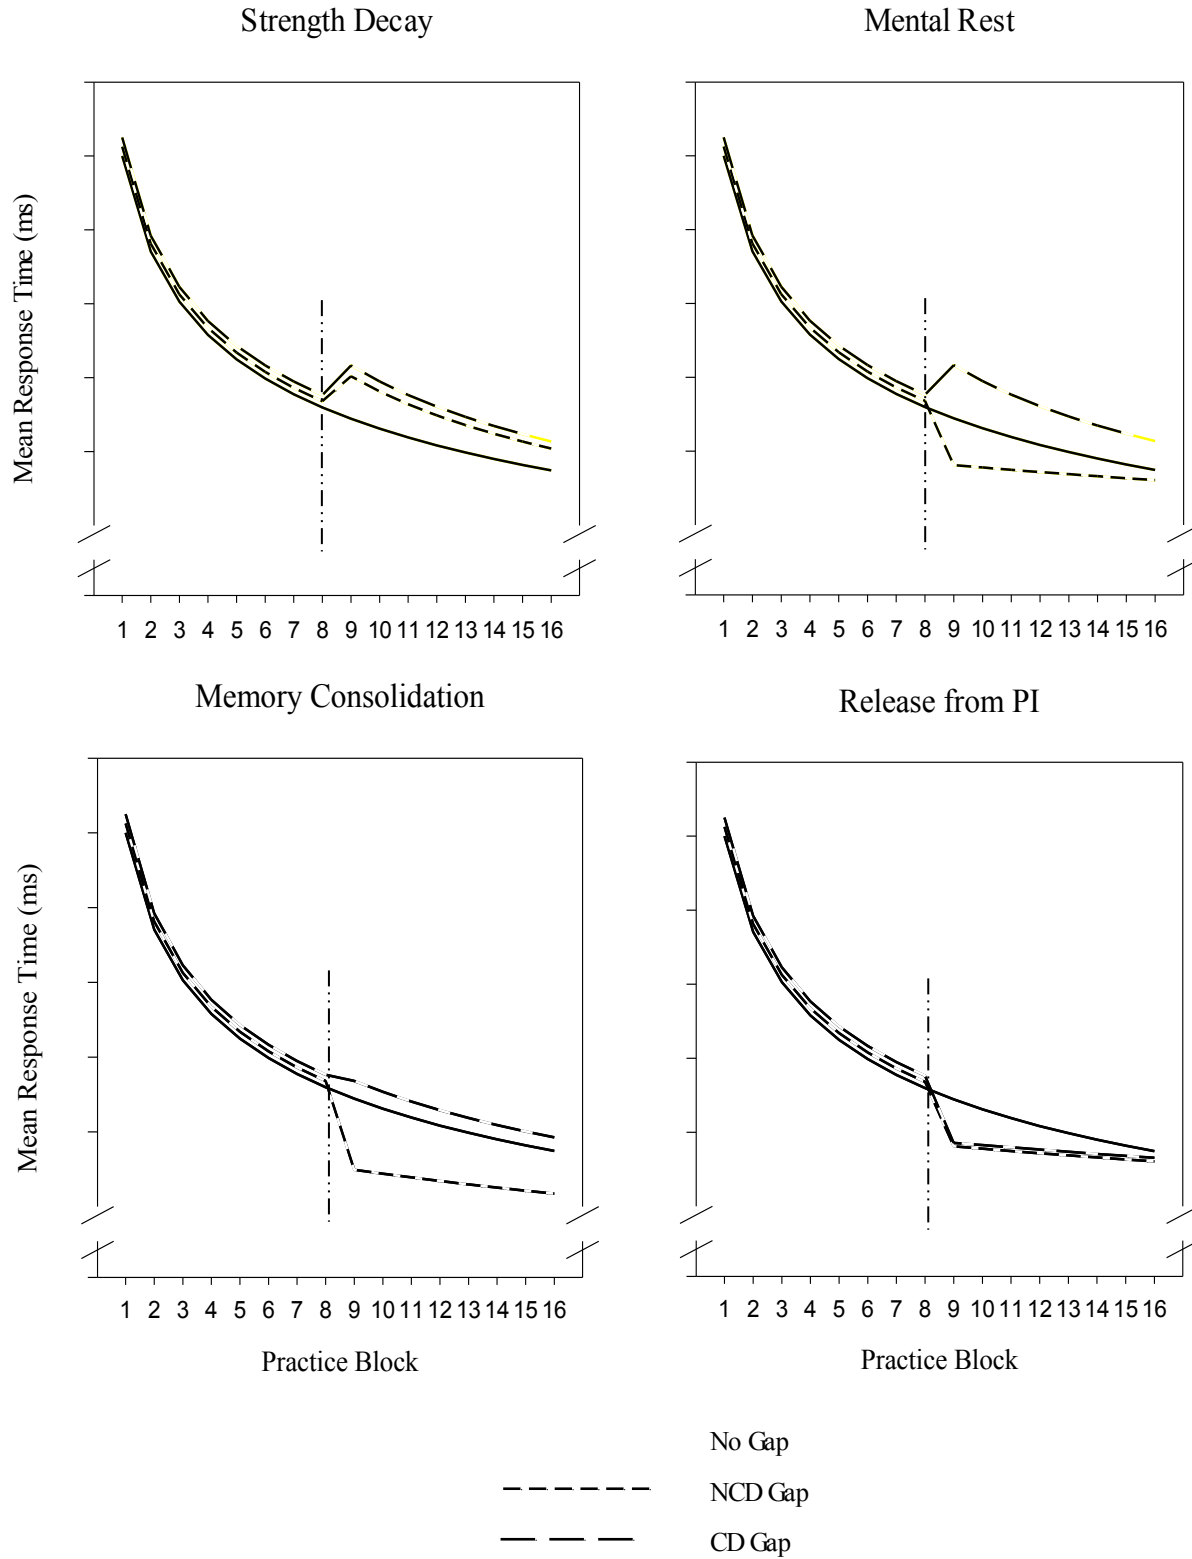 Strength Decay
Mental Rest
Mean Response Time (ms)
1 2 3 4 5 6 7 8 9 10 11 12 13 14 15 16
1 2 3 4 5 6 7 8 9 10 11 12 13 14 15 16
Memory Consolidation
Release from PI
Mean Response Time (ms)
1 2 3 4 5 6 7 8 9 10 11 12 13 14 15 16
1 2 3 4 5 6 7 8 9 10 11 12 13 14 15 16
Practice Block
Practice Block
No Gap
NCD Gap
CD Gap